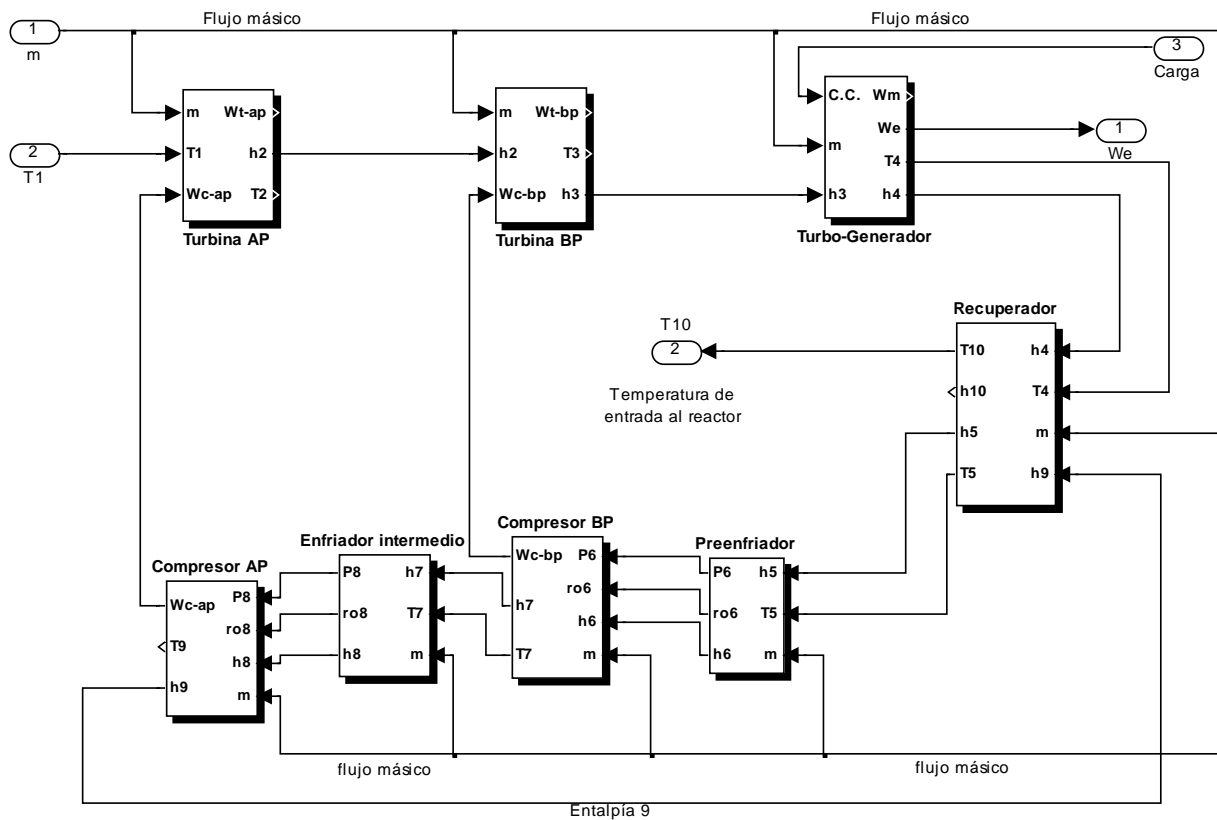 Flujo másico
Flujo másico
1
m
3
Carga
m
Wt-ap
T1
h2
Wc-ap
T2
Turbina AP
m
Wt-bp
h2
T3
Wc-bp
h3
Turbina BP
C.C.
Wm
We
m
T4
h3
h4
Turbo-Generador
1
We
2
T1
Recuperador
T10
h4
h10
T4
h5
m
T5
h9
T10
2
Temperatura de
entrada al reactor
Compresor BP
Wc-bp
P6
ro6
h7
h6
T7
m
Preenfriador
P6
h5
ro6
T5
h6
m
Enfriador intermedio
P8
h7
ro8
T7
h8
m
Compresor AP
Wc-ap
P8
ro8
T9
h8
h9
m
flujo másico
flujo másico
Entalpía 9